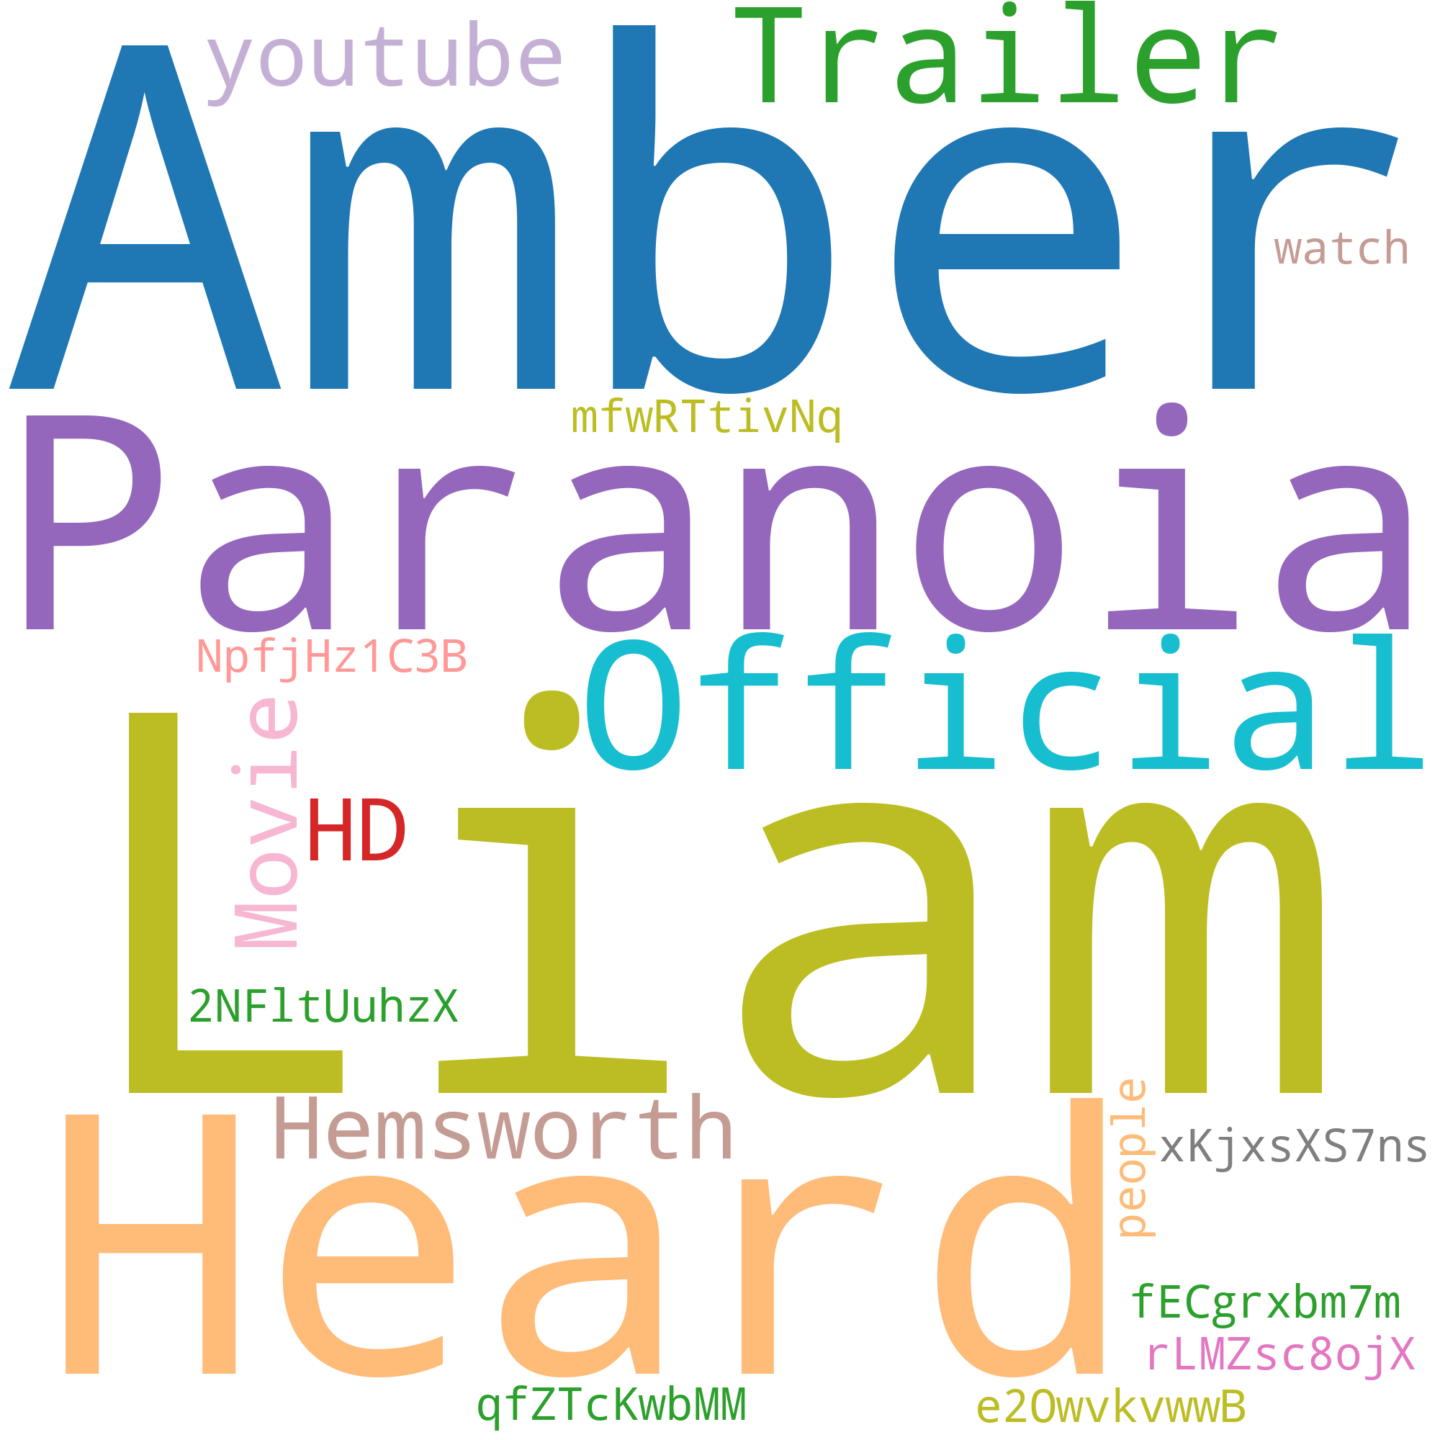 youtube
Trailer
Amber
watch
mfwRTtivNq
Paranoia
NpfjHz1C3B
Official
Movie
HD
Liam
2NFltUuhzX
Hemsworth
people
xKjxsXS7ns
Heard
fECgrxbm7m
rLMZsc8ojX
qfZTcKwbMM
e2OwvkvwwB